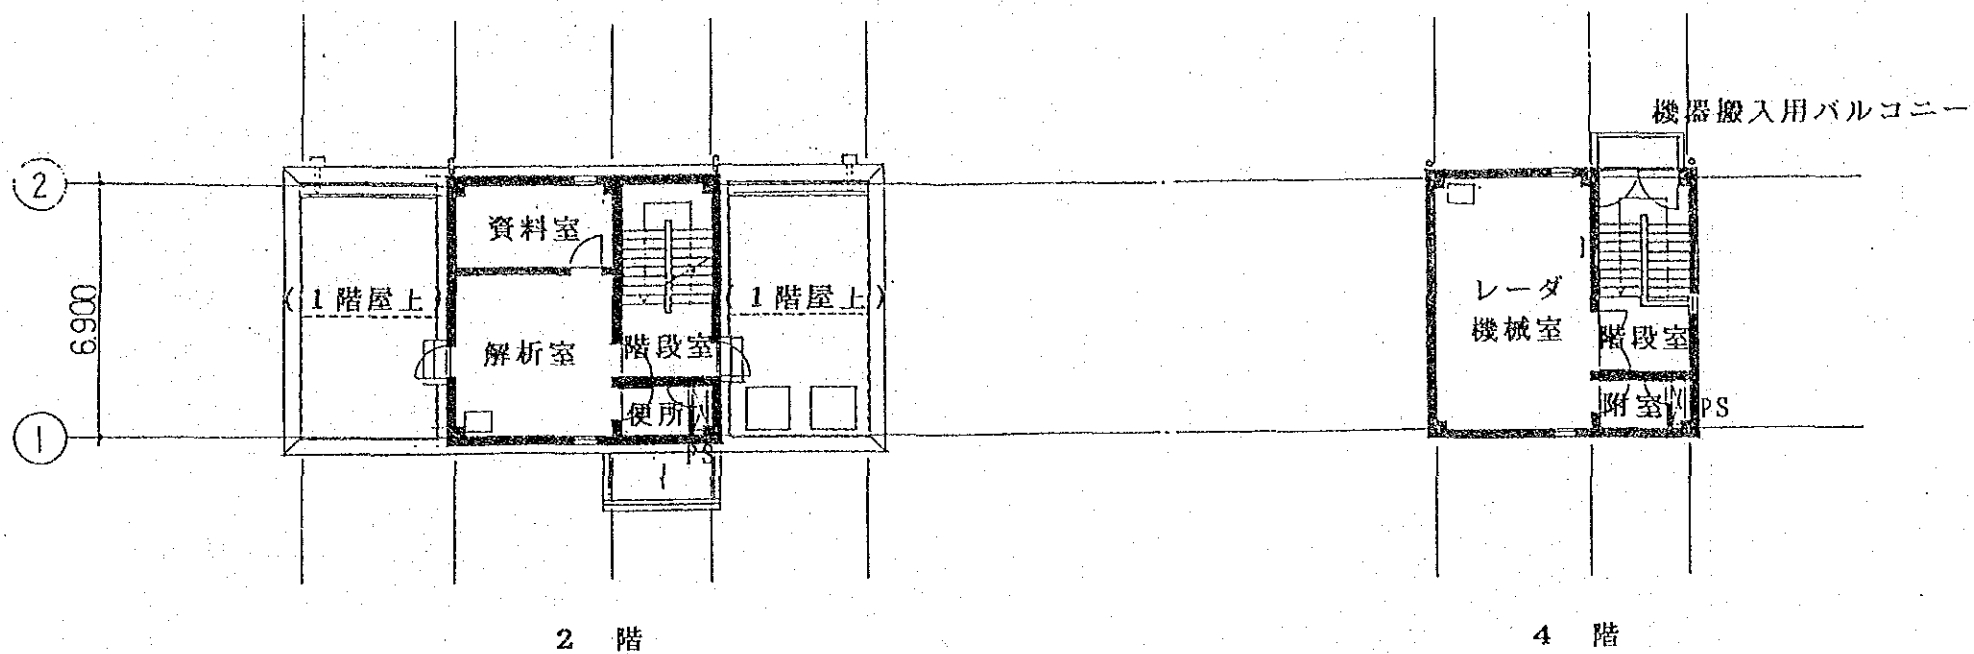 機器搬入用バルコニー
2
資料室
6.900
(1階屋上)
(1階屋上)
レーダ
機械室
解析室
階段室
階段室
便所
附室
PS
1
PS
2 階
4 階